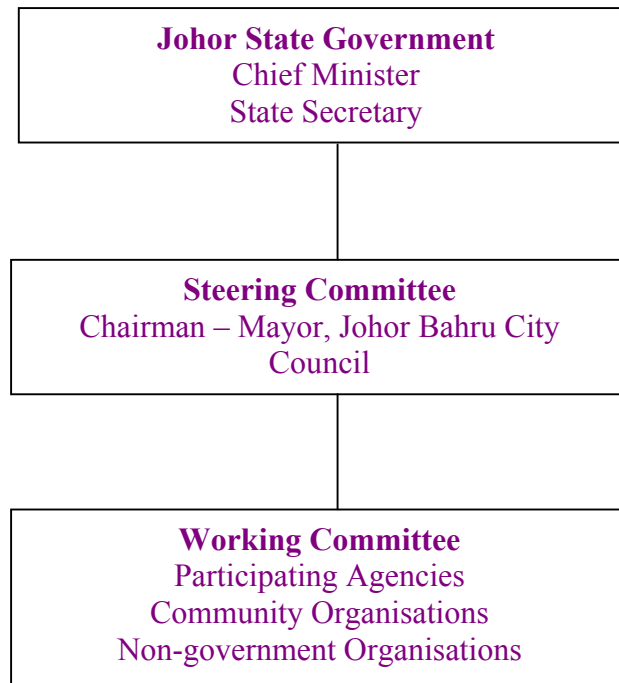 Johor State Government
Chief Minister
State Secretary
Steering Committee
Chairman – Mayor, Johor Bahru City
Council
Working Committee
Participating Agencies
Community Organisations
Non-government Organisations